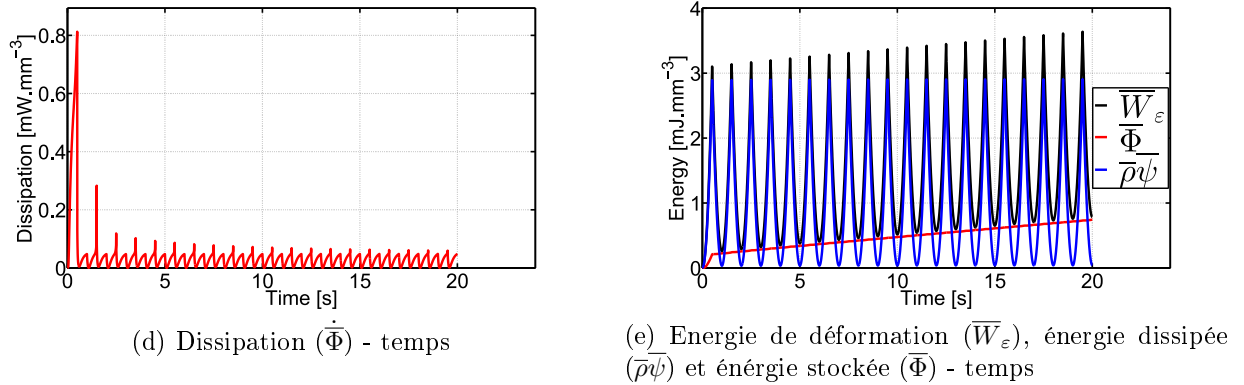 Dissipation [mW.mm⁻³]
0.8
0.6
0.4
0.2
0
0 5 10 15 20
Time [s]
(d) Dissipation (Φ̅̇) - temps
Energy [mJ.mm⁻³]
4
3
2
1
0
0 5 10 15 20
Time [s]
W̅ε
Φ̅
ρ̅ψ̅
(e) Energie de déformation (W̅ε), énergie dissipée
(ρ̅ψ̅) et énérgie stockée (Φ̅) - temps